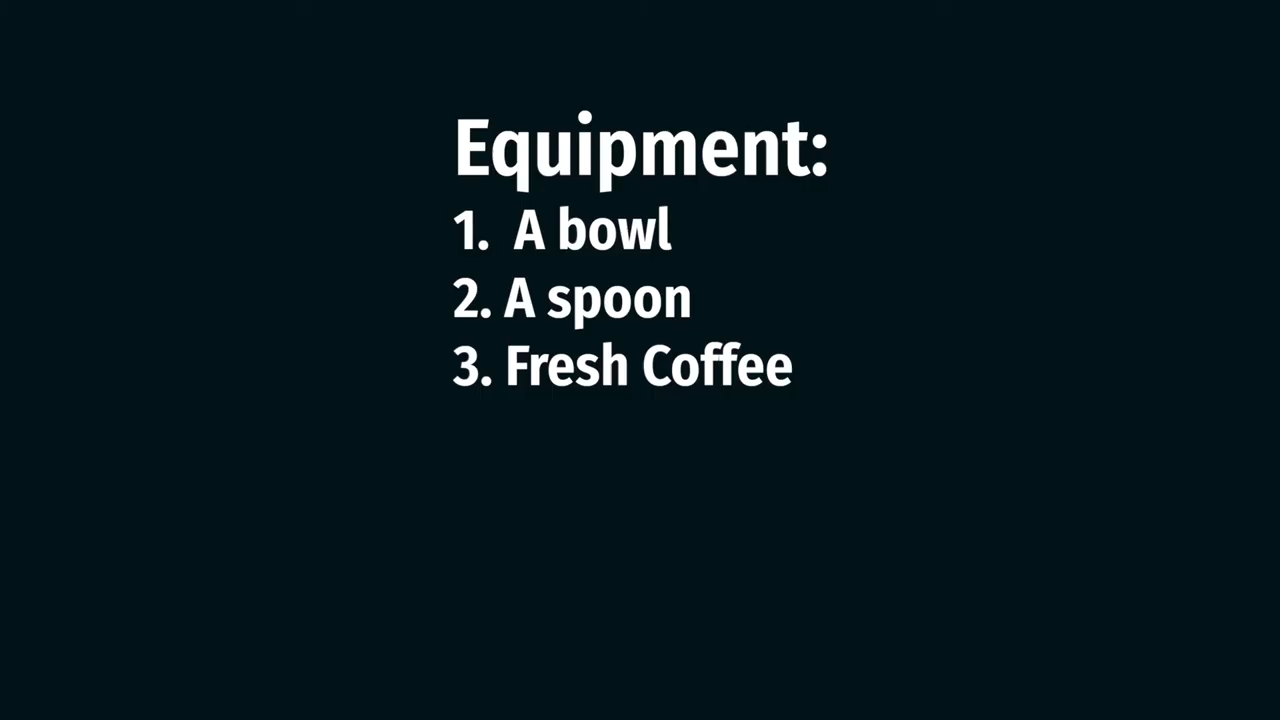 Equipment:
1. A bowl
2. A spoon
3. Fresh Coffee